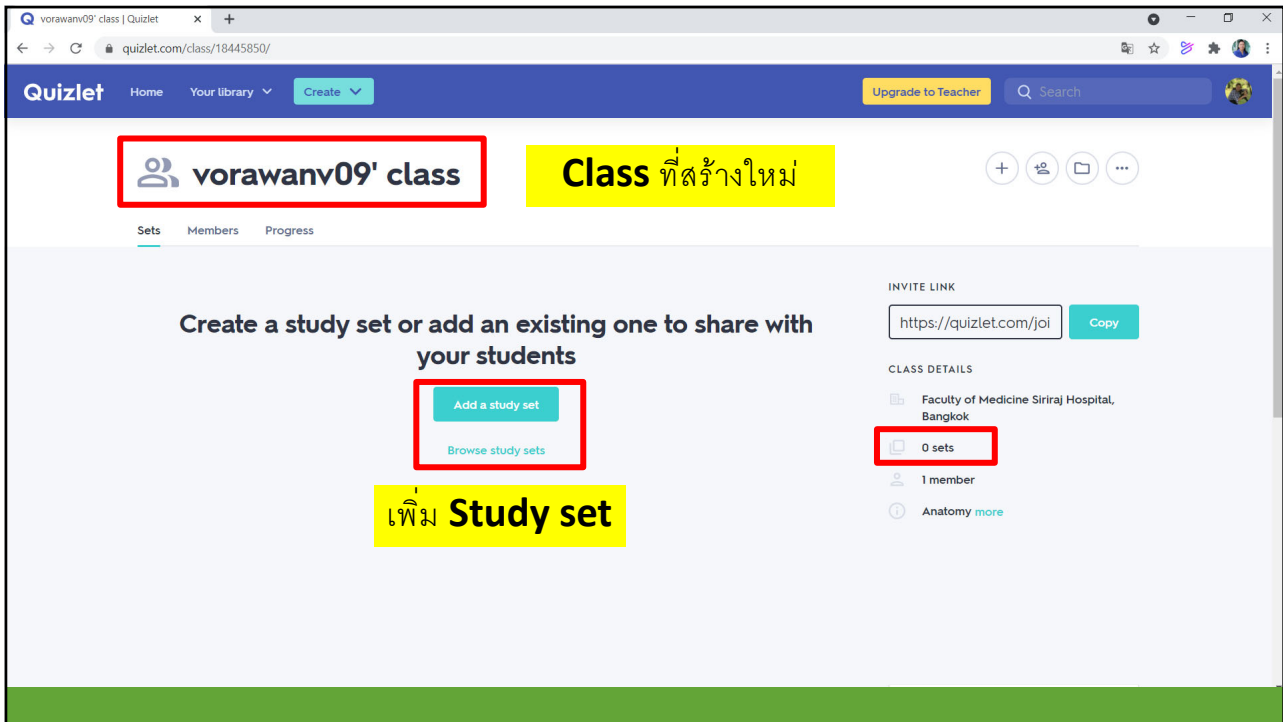 vorawanv09' class | Quizlet
quizlet.com/class/18445850/
Quizlet Home Your library Create Upgrade to Teacher Search
vorawanv09' class
Class ที่สร้างใหม่
Sets Members Progress
Create a study set or add an existing one to share with
your students
Add a study set
Browse study sets
เพิ่ม Study set
INVITE LINK
https://quizlet.com/joi Copy
CLASS DETAILS
Faculty of Medicine Siriraj Hospital,
Bangkok
0 sets
1 member
Anatomy more